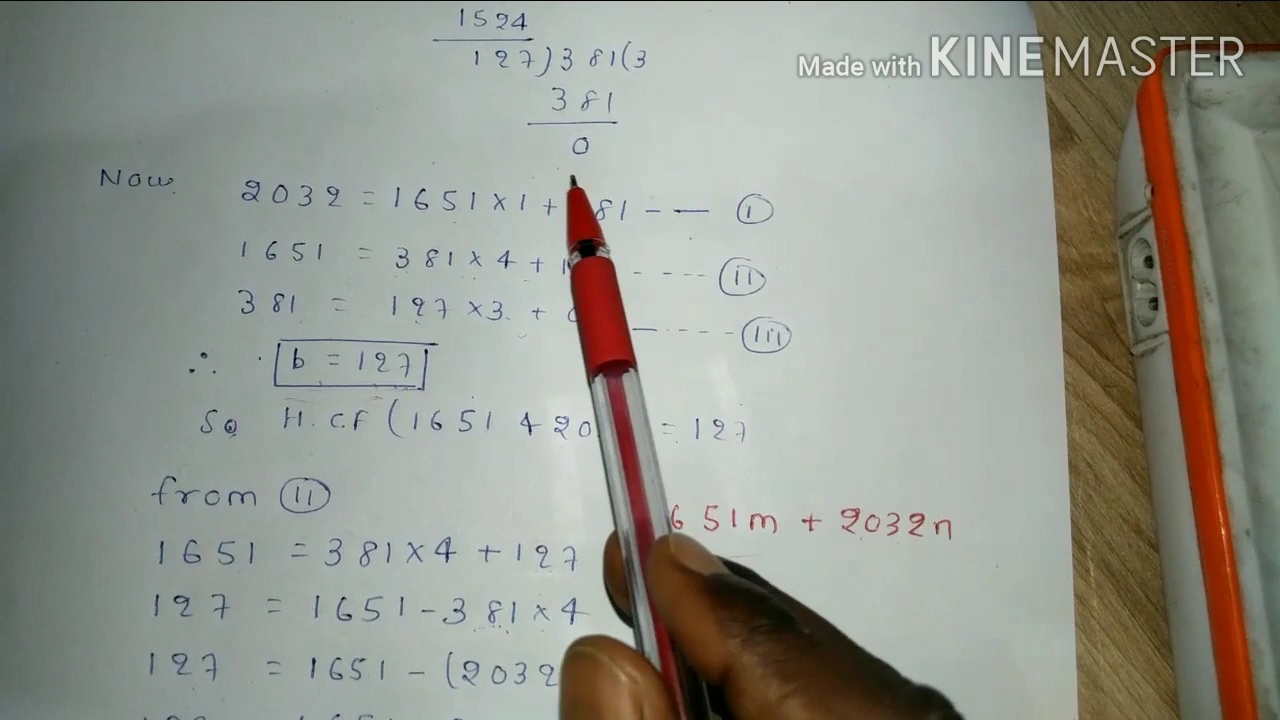 1524
Made with KINEMASTER
127)381(3
381
0
Now 2032 = 1651×1 + 81 - — (i)
1651 = 381×4 + 1 - ---- (ii)
381 = 127×3 + —---- (iii)
∴ b = 127
So H.C.F (1651 & 20 = 127
from (ii)
651m + 2032n
1651 = 381×4 + 127
127 = 1651 - 381×4
127 = 1651 - (2032